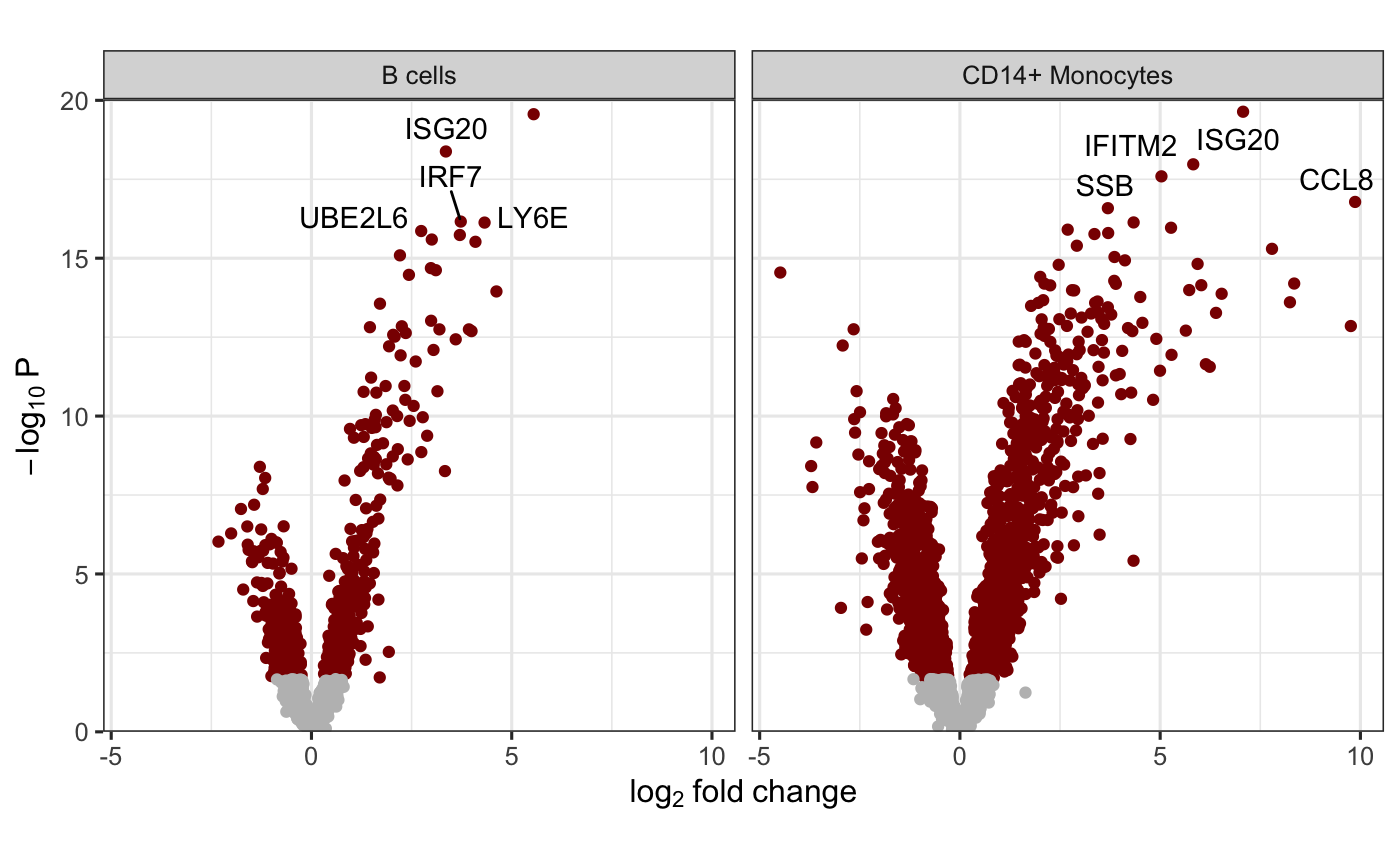 B cells
CD14+ Monocytes
20
15
10
5
0
−log10 P
ISG20
IRF7
UBE2L6
LY6E
IFITM2
ISG20
SSB
CCL8
-5
0
5
10
-5
0
5
10
log2 fold change